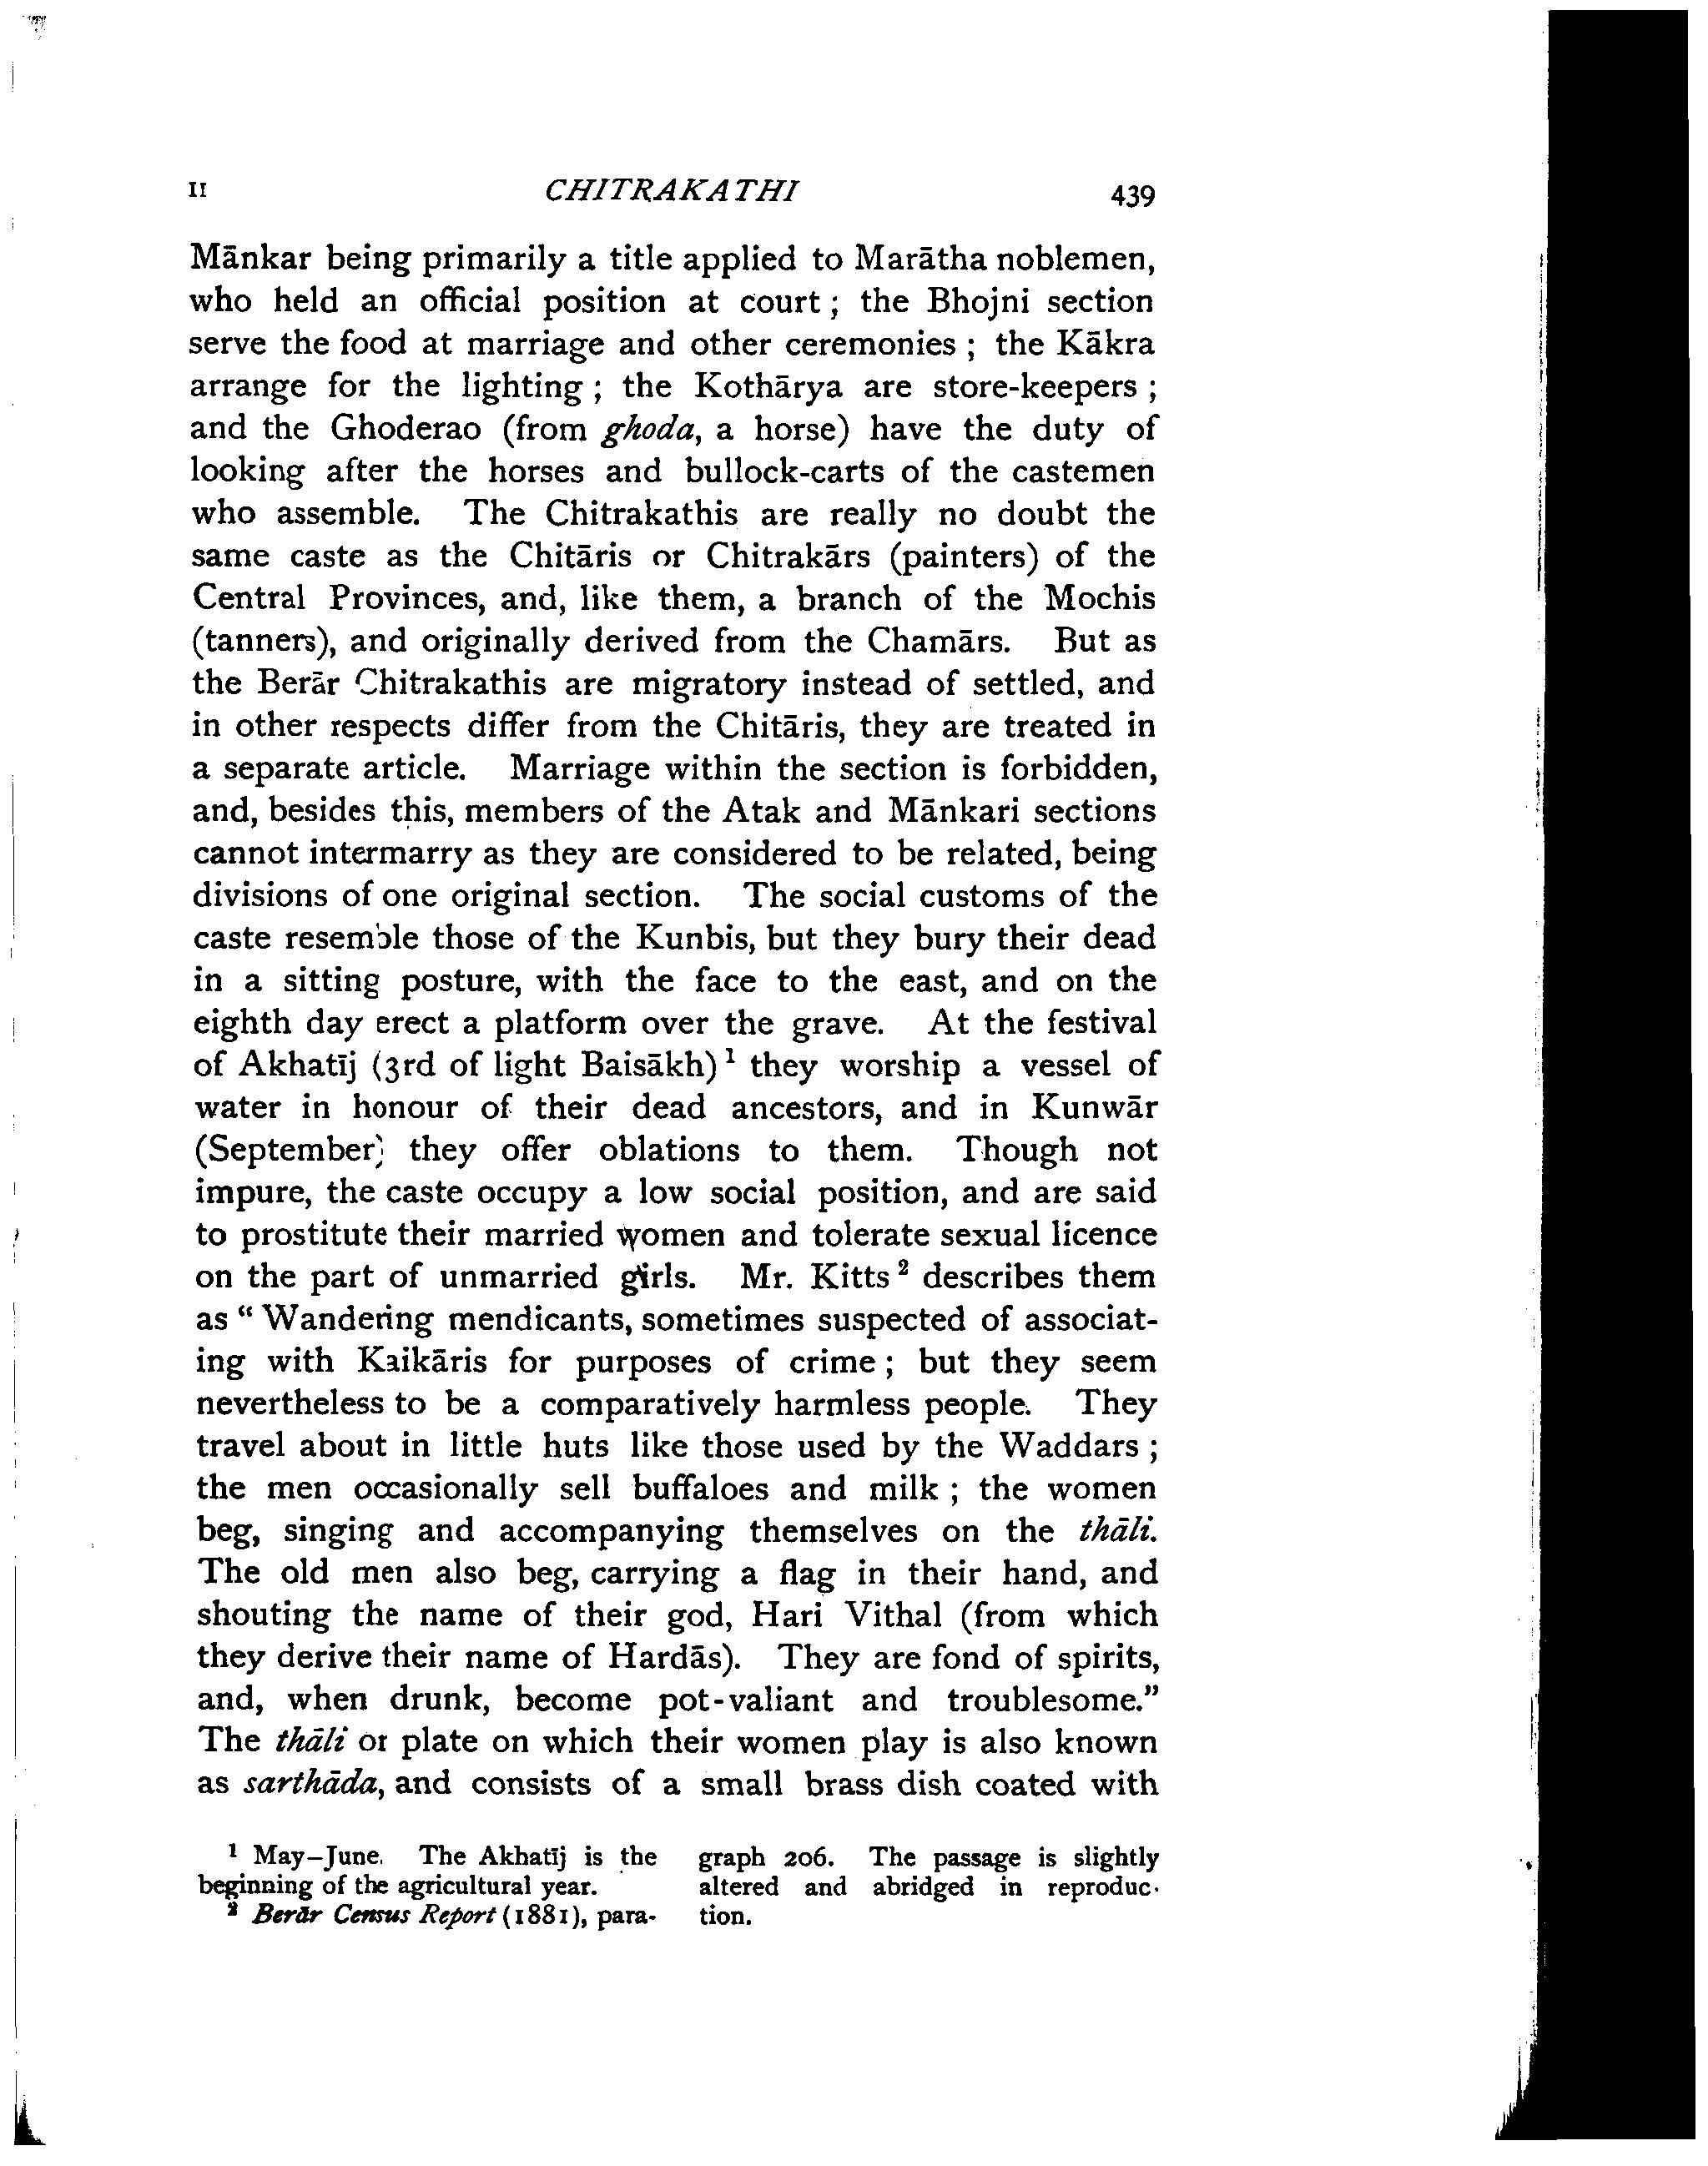 II CHITRAKATHI 439
Mānkar being primarily a title applied to Marātha noblemen,
who held an official position at court ; the Bhojni section
serve the food at marriage and other ceremonies ; the Kākra
arrange for the lighting ; the Kothārya are store-keepers ;
and the Ghoderao (from ghoda, a horse) have the duty of
looking after the horses and bullock-carts of the castemen
who assemble. The Chitrakathis are really no doubt the
same caste as the Chitāris or Chitrakārs (painters) of the
Central Provinces, and, like them, a branch of the Mochis
(tanners), and originally derived from the Chamārs. But as
the Berār Chitrakathis are migratory instead of settled, and
in other respects differ from the Chitāris, they are treated in
a separate article. Marriage within the section is forbidden,
and, besides this, members of the Atak and Mānkari sections
cannot intermarry as they are considered to be related, being
divisions of one original section. The social customs of the
caste resemble those of the Kunbis, but they bury their dead
in a sitting posture, with the face to the east, and on the
eighth day erect a platform over the grave. At the festival
of Akhatīj (3rd of light Baisākh) ¹ they worship a vessel of
water in honour of their dead ancestors, and in Kunwār
(September) they offer oblations to them. Though not
impure, the caste occupy a low social position, and are said
to prostitute their married women and tolerate sexual licence
on the part of unmarried girls. Mr. Kitts ² describes them
as “ Wandering mendicants, sometimes suspected of associat-
ing with Kaikāris for purposes of crime ; but they seem
nevertheless to be a comparatively harmless people. They
travel about in little huts like those used by the Waddars ;
the men occasionally sell buffaloes and milk ; the women
beg, singing and accompanying themselves on the thāli.
The old men also beg, carrying a flag in their hand, and
shouting the name of their god, Hari Vithal (from which
they derive their name of Hardās). They are fond of spirits,
and, when drunk, become pot-valiant and troublesome.”
The thāli or plate on which their women play is also known
as sarthāda, and consists of a small brass dish coated with
¹ May–June. The Akhatīj is the
beginning of the agricultural year.
² Berār Census Report (1881), para-
graph 206. The passage is slightly
altered and abridged in reproduc-
tion.